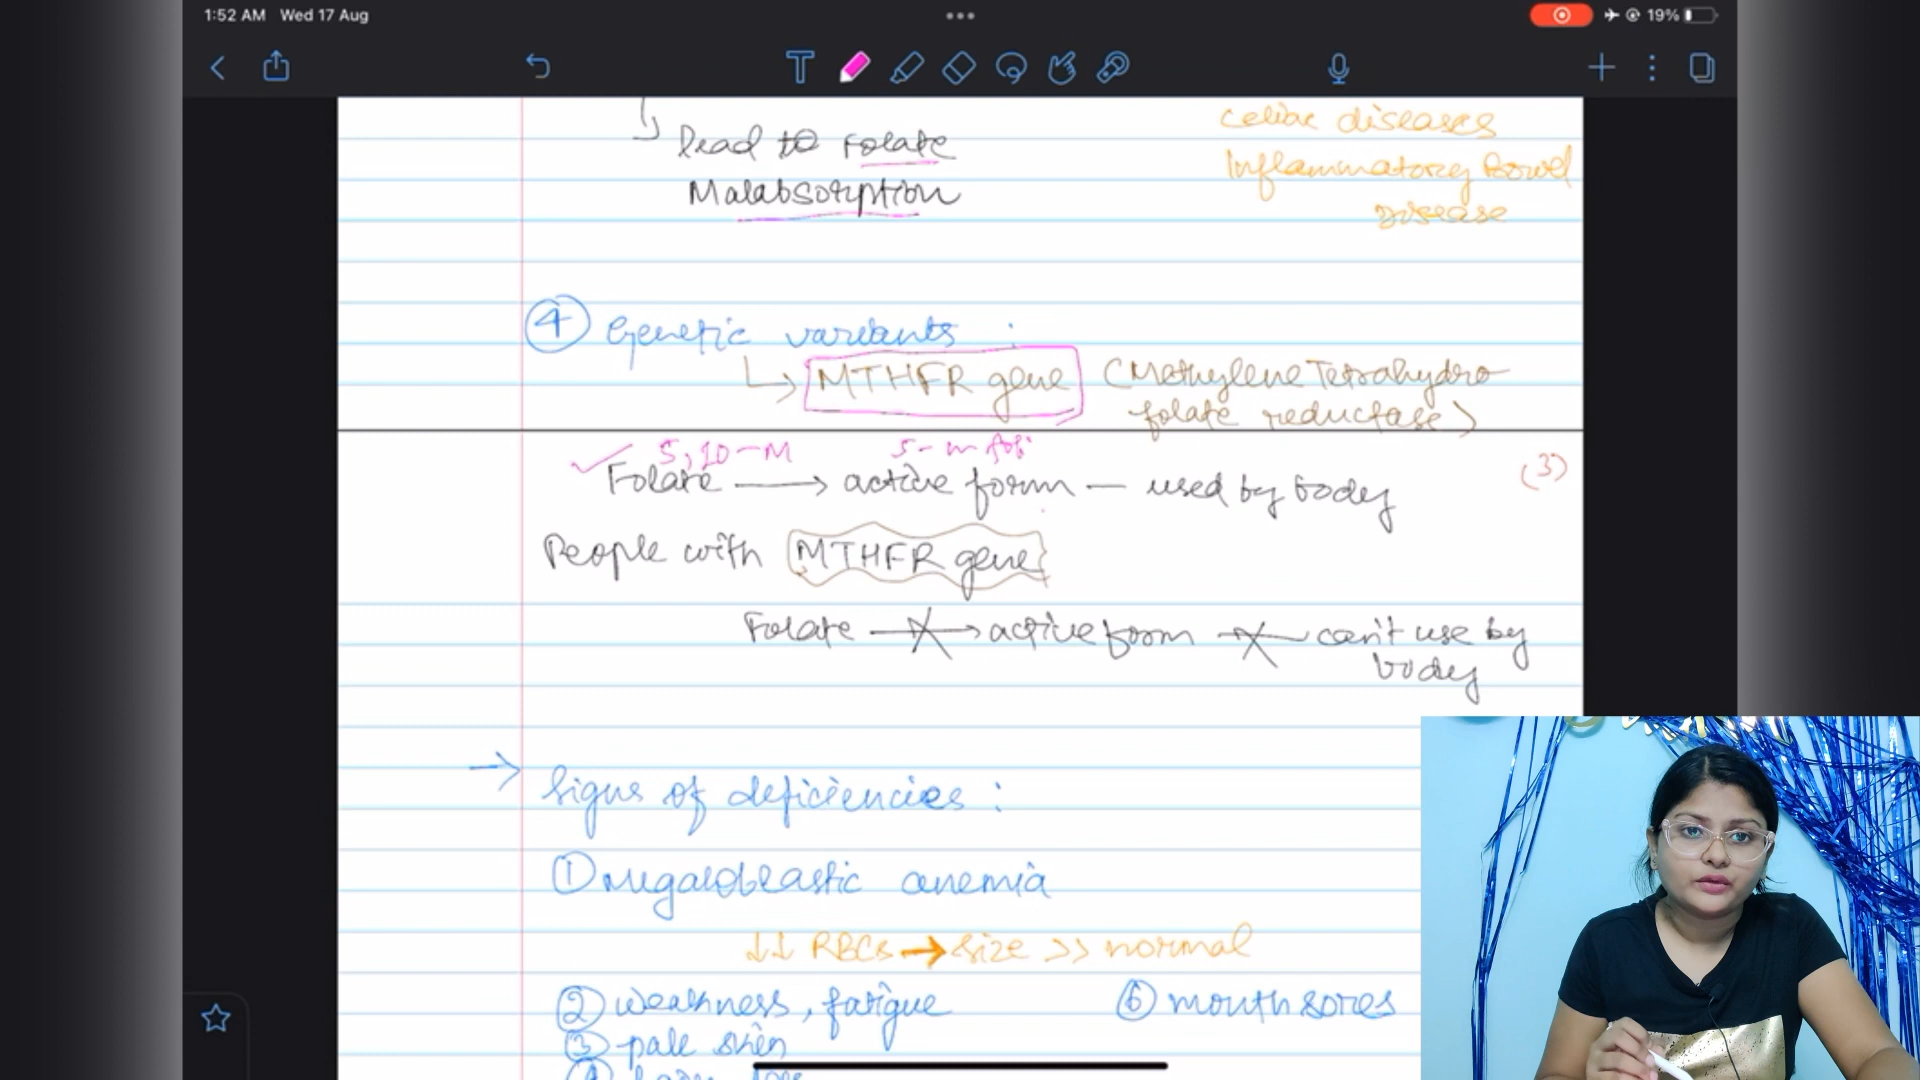 1:52 AM Wed 17 Aug
19%
lead to Folate
Malabsorption
Celiac diseases
Inflammatory Bowel
Disease
④ Genetic variants :
MTHFR gene (Methylene Tetrahydro
folate reductase)
5,10-M 5-m
Folate → active form — used by body
(3)
People with MTHFR gene
Folate → active form can't use by
body
→ Signs of deficiencies :
① megaloblastic anemia
↓↓ RBCs → size >> normal
② weakness, fatigue
⑥ mouth sores
③ pale skin